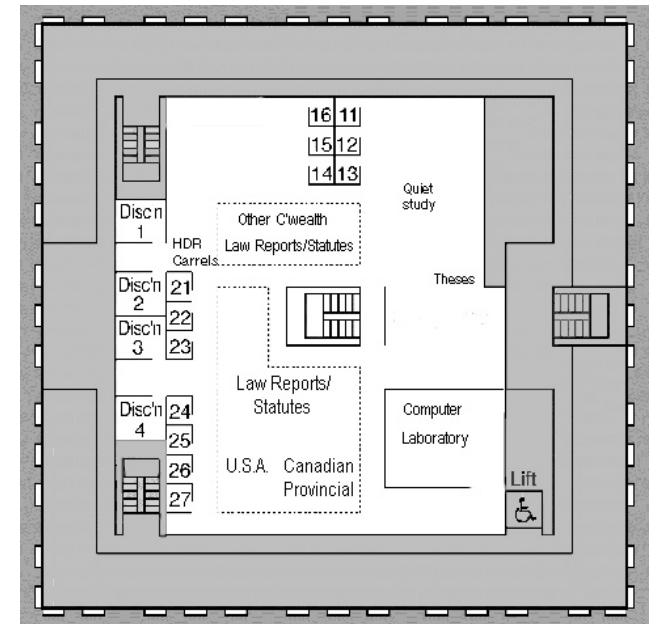 16 11
15 12
14 13
Quiet
study
Disc'n
1
Other C'wealth
Law Reports/Statutes
HDR
Carrels
Theses
Disc'n
2
21
22
Disc'n
3
23
Law Reports/
Statutes
Disc'n
4
24
25
26
27
U.S.A. Canadian
Provincial
Computer
Laboratory
Lift